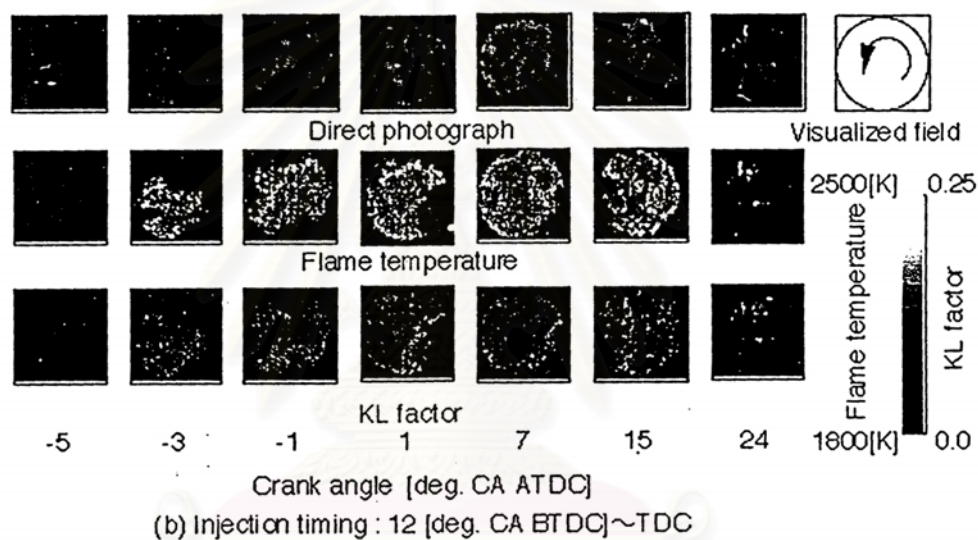 Direct photograph
Visualized field
2500[K] 0.25
Flame temperature
Flame temperature
KL factor
KL factor
-5 -3 -1 1 7 15 24 1800[K] 0.0
Crank angle [deg. CA ATDC]
(b) Injection timing : 12 [deg. CA BTDC]~TDC